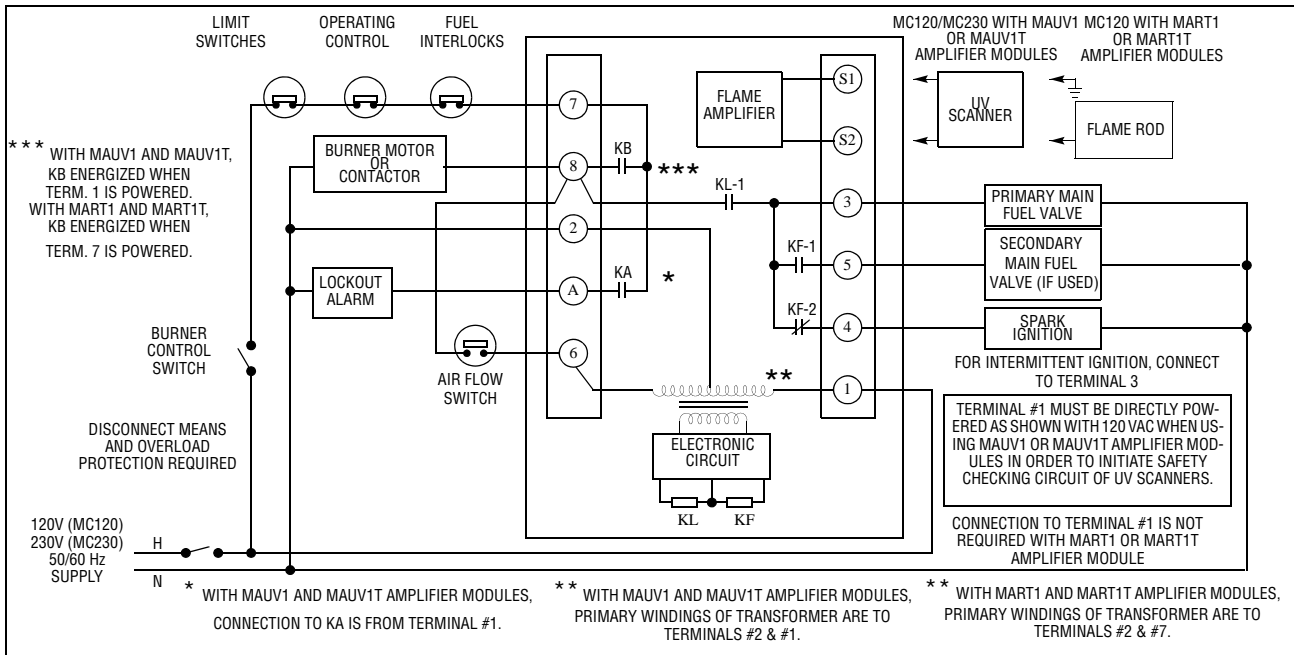 LIMIT
SWITCHES
OPERATING
CONTROL
FUEL
INTERLOCKS
MC120/MC230 WITH MAUV1
OR MAUV1T
AMPLIFIER MODULES
MC120 WITH MART1
OR MART1T
AMPLIFIER MODULES
7
FLAME
AMPLIFIER
S1
S2
UV
SCANNER
FLAME ROD
*** WITH MAUV1 AND MAUV1T,
KB ENERGIZED WHEN
TERM. 1 IS POWERED.
WITH MART1 AND MART1T,
KB ENERGIZED WHEN
TERM. 7 IS POWERED.
BURNER MOTOR
OR
CONTACTOR
8
KB
***
KL-1
3
PRIMARY MAIN
FUEL VALVE
2
KF-1
5
SECONDARY
MAIN FUEL
VALVE (IF USED)
LOCKOUT
ALARM
A
KA
*
KF-2
4
SPARK
IGNITION
BURNER
CONTROL
SWITCH
AIR FLOW
SWITCH
6
**
1
FOR INTERMITTENT IGNITION, CONNECT
TO TERMINAL 3
TERMINAL #1 MUST BE DIRECTLY POW-
ERED AS SHOWN WITH 120 VAC WHEN US-
ING MAUV1 OR MAUV1T AMPLIFIER MOD-
ULES IN ORDER TO INITIATE SAFETY
CHECKING CIRCUIT OF UV SCANNERS.
DISCONNECT MEANS
AND OVERLOAD
PROTECTION REQUIRED
ELECTRONIC
CIRCUIT
KL
KF
CONNECTION TO TERMINAL #1 IS NOT
REQUIRED WITH MART1 OR MART1T
AMPLIFIER MODULE
120V (MC120)
230V (MC230)
50/60 Hz
SUPPLY
H
N
* WITH MAUV1 AND MAUV1T AMPLIFIER MODULES,
CONNECTION TO KA IS FROM TERMINAL #1.
** WITH MAUV1 AND MAUV1T AMPLIFIER MODULES,
PRIMARY WINDINGS OF TRANSFORMER ARE TO
TERMINALS #2 & #1.
** WITH MART1 AND MART1T AMPLIFIER MODULES,
PRIMARY WINDINGS OF TRANSFORMER ARE TO
TERMINALS #2 & #7.